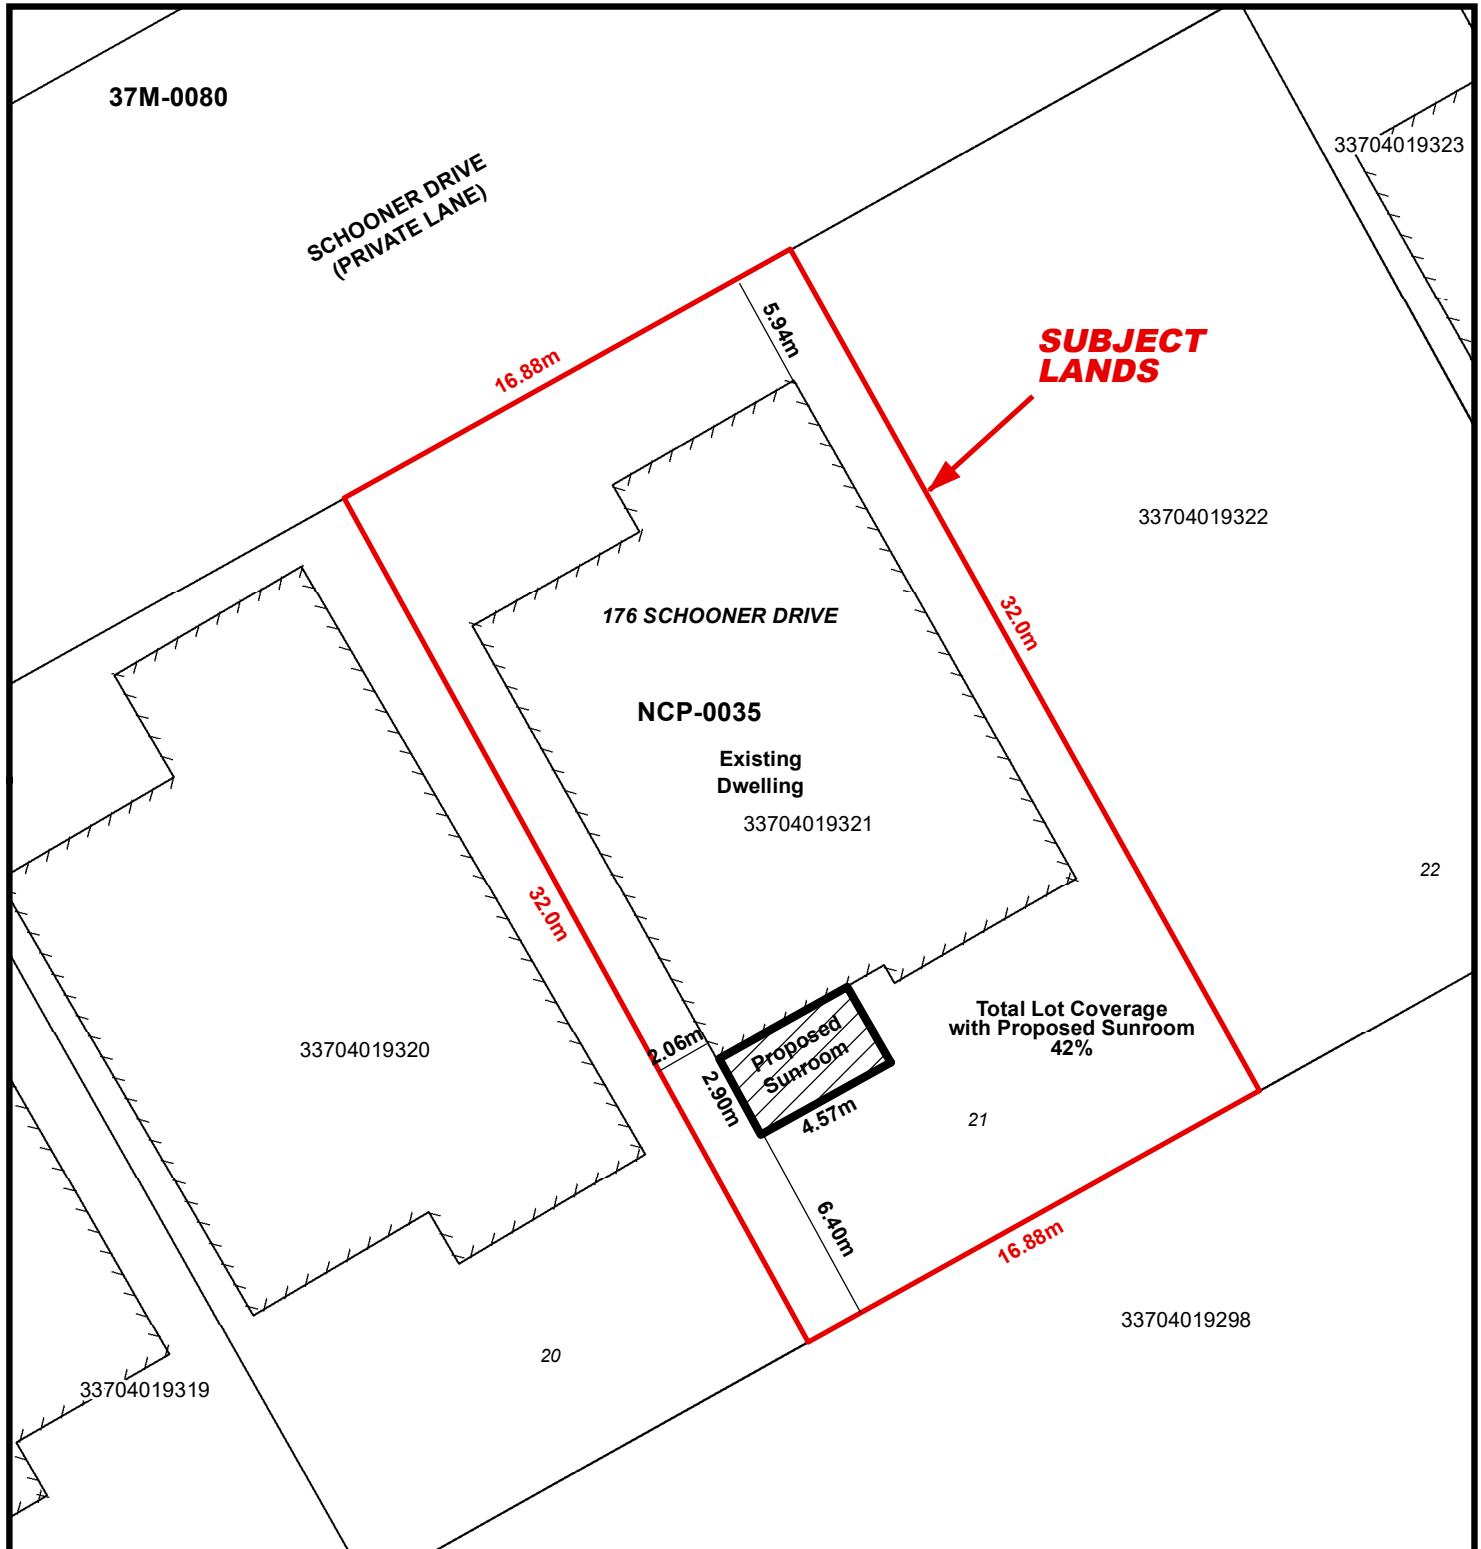 37M-0080
33704019323
SCHOONER DRIVE
(PRIVATE LANE)
5.94m
SUBJECT
LANDS
16.88m
33704019322
176 SCHOONER DRIVE
32.0m
NCP-0035
Existing
Dwelling
33704019321
22
32.0m
Total Lot Coverage
with Proposed Sunroom
42%
2.06m
Proposed
Sunroom
33704019320
2.90m
4.57m
21
6.40m
16.88m
33704019298
20
33704019319